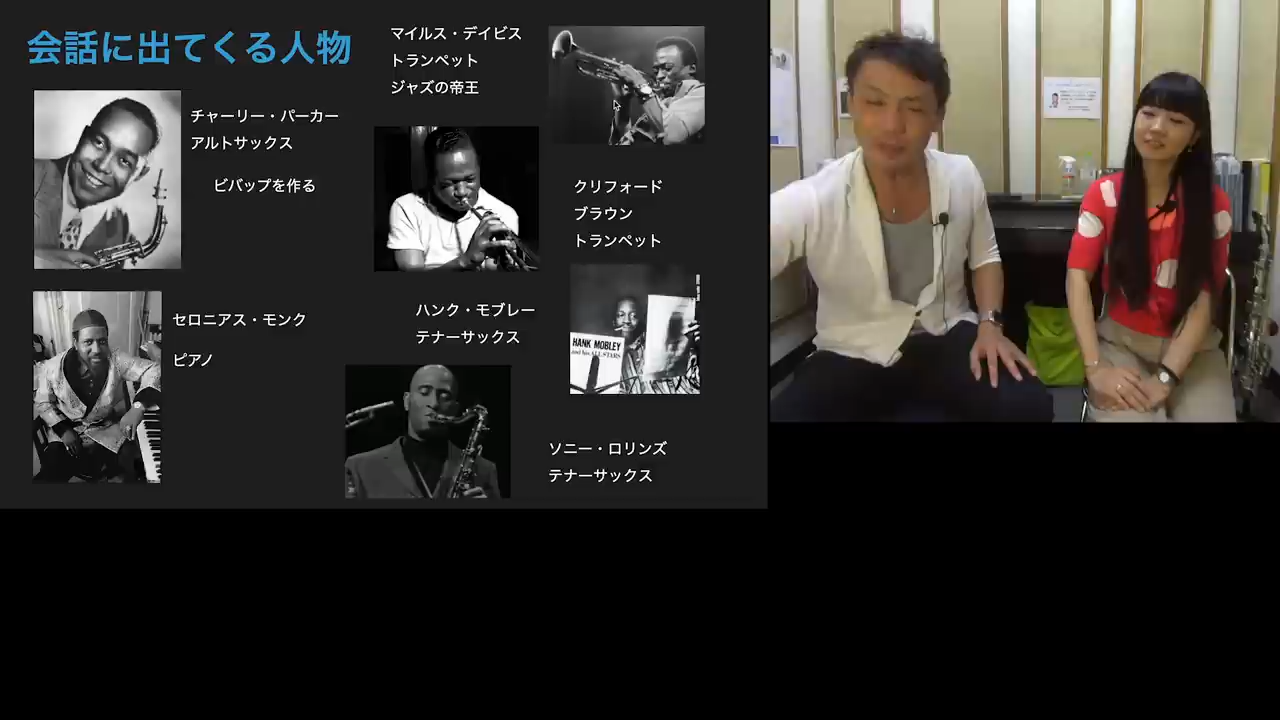 会話に出てくる人物
チャーリー・パーカー
アルトサックス
ビバップを作る
セロニアス・モンク
ピアノ
マイルス・デイビス
トランペット
ジャズの帝王
クリフォード
ブラウン
トランペット
ハンク・モブレー
テナーサックス
HANK MOBLEY
and his ALL STARS
ソニー・ロリンズ
テナーサックス